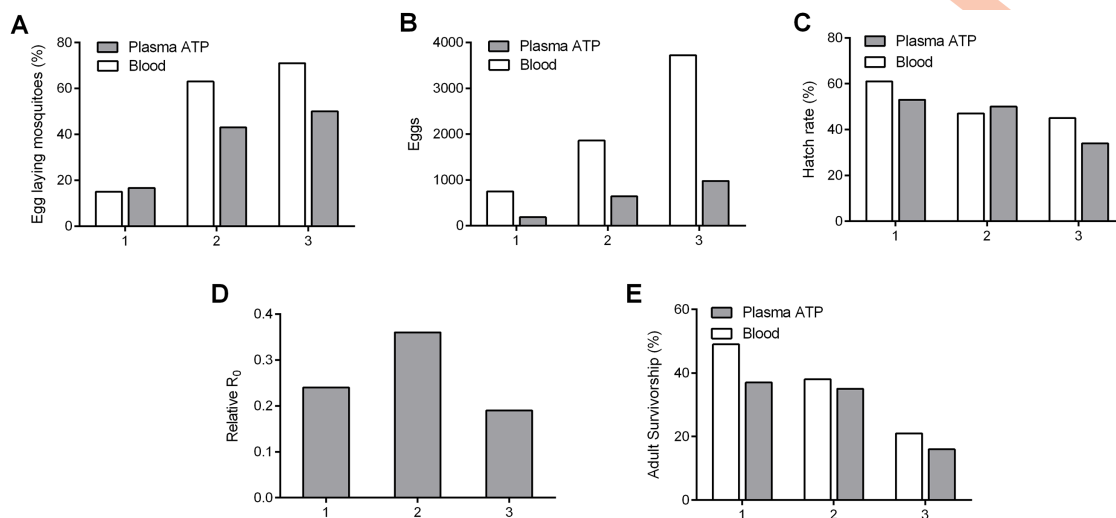 A
Egg laying mosquitoes (%)
80
60
40
20
0
Plasma ATP
Blood
1 2 3
B
Eggs
4000
3000
2000
1000
0
Plasma ATP
Blood
1 2 3
C
Hatch rate (%)
80
60
40
20
0
Plasma ATP
Blood
1 2 3
D
Relative R0
0.4
0.3
0.2
0.1
0.0
1 2 3
E
Adult Survivorship (%)
60
40
20
0
Plasma ATP
Blood
1 2 3